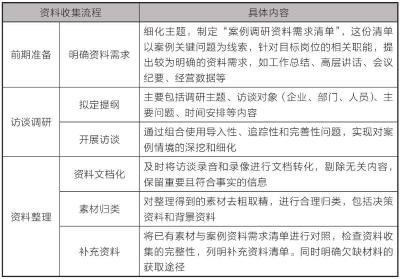 资料收集流程 具体内容
前期准备 明确资料需求
细化主题，制定“案例调研资料需求清单”，这份清单
以案例关键问题为线索，针对目标岗位的相关职能，提
出较为明确的资料需求，如工作总结、高层讲话、会议
纪要、经营数据等
访谈调研
拟定提纲
主要包括调研主题、访谈对象（企业、部门、人员）、主
要问题、时间安排等内容
开展访谈
通过组合使用导入性、追踪性和完善性问题，实现对
案例情境的深挖和细化
资料整理
资料文档化
及时将访谈录音和录像进行文档转化，剔除无关内容，
保留重要且符合事实的信息
素材归类
对整理得到的素材去粗取精，进行合理归类，包括决策
资料和背景资料
补充资料
将已有素材与案例资料需求清单进行对照，检查资料收
集的完整性，列明补充资料清单。同时明确欠缺材料的
获取途径